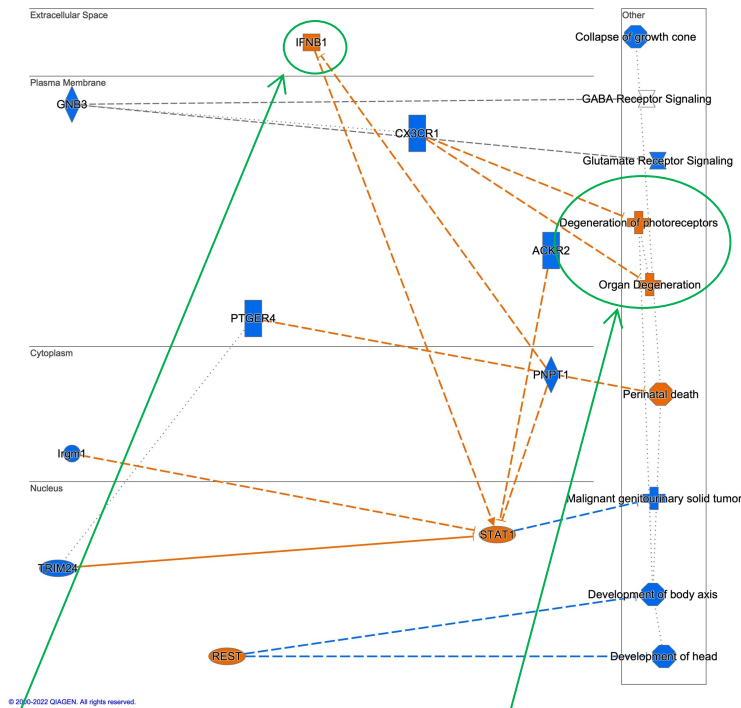 Extracellular Space
Other
IFNB1
Collapse of growth cone
Plasma Membrane
GNB3
GABA Receptor Signaling
CX3CR1
Glutamate Receptor Signaling
Degeneration of photoreceptors
ACKR2
Organ Degeneration
PTGER4
Cytoplasm
PNPT1
Perinatal death
Irgm1
Nucleus
Malignant genitourinary solid tumor
STAT1
TRIM24
Development of body axis
REST
Development of head
© 2000-2022 QIAGEN. All rights reserved.